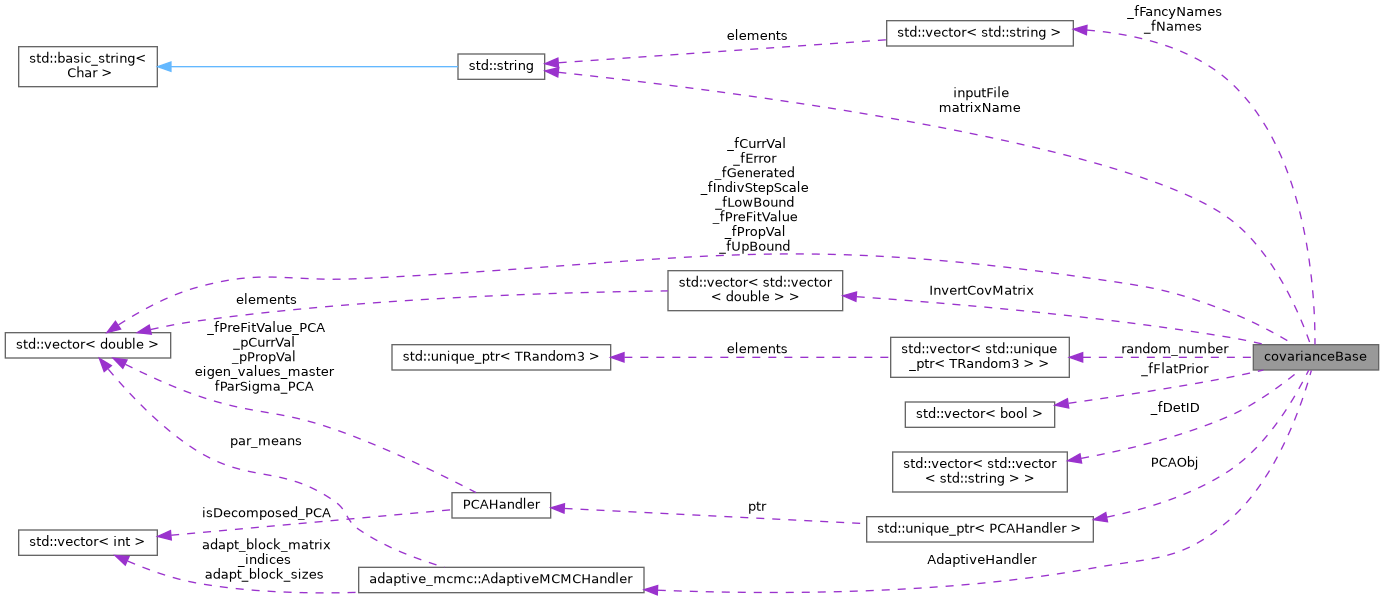 _fFancyNames
_fNames
std::vector< std::string >
elements
std::basic_string<
Char >
std::string
inputFile
matrixName
_fCurrVal
_fError
_fGenerated
_fIndivStepScale
_fLowBound
_fPreFitValue
_fPropVal
_fUpBound
std::vector< std::vector
< double > >
InvertCovMatrix
elements
_fPreFitValue_PCA
_pCurrVal
_pPropVal
eigen_values_master
fParSigma_PCA
std::vector< double >
std::unique_ptr< TRandom3 >
elements
std::vector< std::unique
_ptr< TRandom3 > >
random_number
covarianceBase
_fFlatPrior
std::vector< bool >
_fDetID
par_means
std::vector< std::vector
< std::string > >
PCAObj
PCAHandler
ptr
isDecomposed_PCA
std::unique_ptr< PCAHandler >
std::vector< int >
adapt_block_matrix
_indices
adapt_block_sizes
AdaptiveHandler
adaptive_mcmc::AdaptiveMCMCHandler